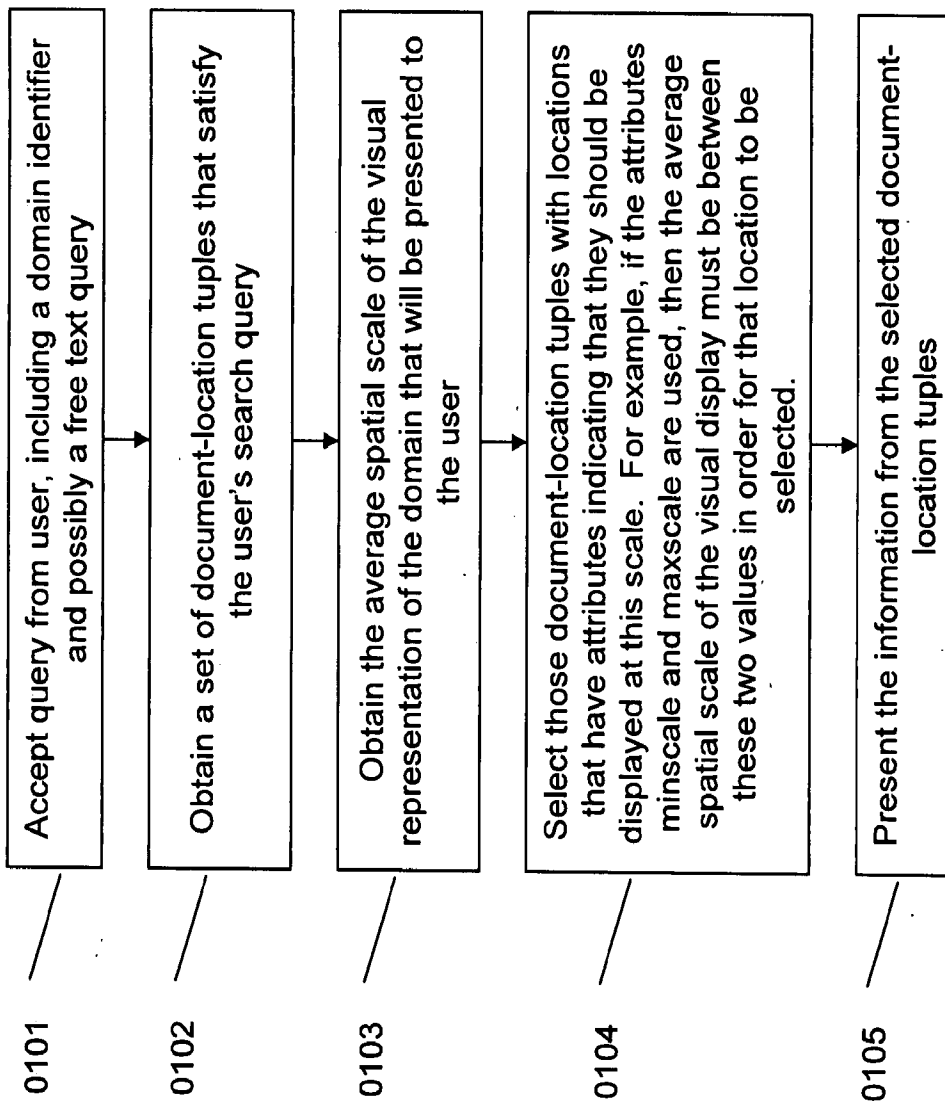 0101
Accept query from user, including a domain identifier
and possibly a free text query
0102
Obtain a set of document-location tuples that satisfy
the user's search query
0103
Obtain the average spatial scale of the visual
representation of the domain that will be presented to
the user
0104
Select those document-location tuples with locations
that have attributes indicating that they should be
displayed at this scale. For example, if the attributes
minscale and maxscale are used, then the average
spatial scale of the visual display must be between
these two values in order for that location to be
selected.
0105
Present the information from the selected document-
location tuples